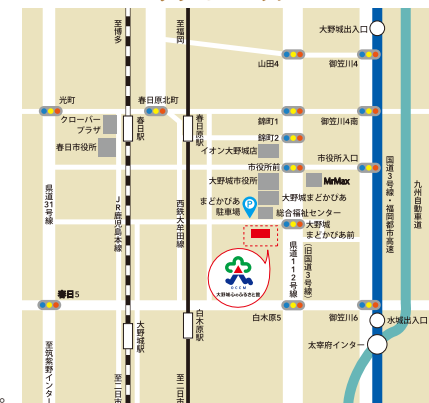 至博多
至福岡
大野城出入口
山田4
御笠川4
光町
春日原北町
錦町1
御笠川4南
クローバー
プラザ
春日駅
春日原駅
錦町2
春日市役所
イオン大野城店
市役所前
市役所入口
大野城市役所
MrMax
県道31号線
JR鹿児島本線
西鉄大牟田線
まどかぴあ
駐車場
P
大野城まどかぴあ
総合福祉センター
大野城
まどかぴあ前
国道3号線・福岡都市高速
九州自動車道
県道112号線
(旧国道3号線)
OCCM
大野城心のふるさと館
春日5
白木原駅
白木原5
御笠川6
水城出入口
大野城駅
太宰府インター
至筑紫野インター
至二日市
至二日市
。